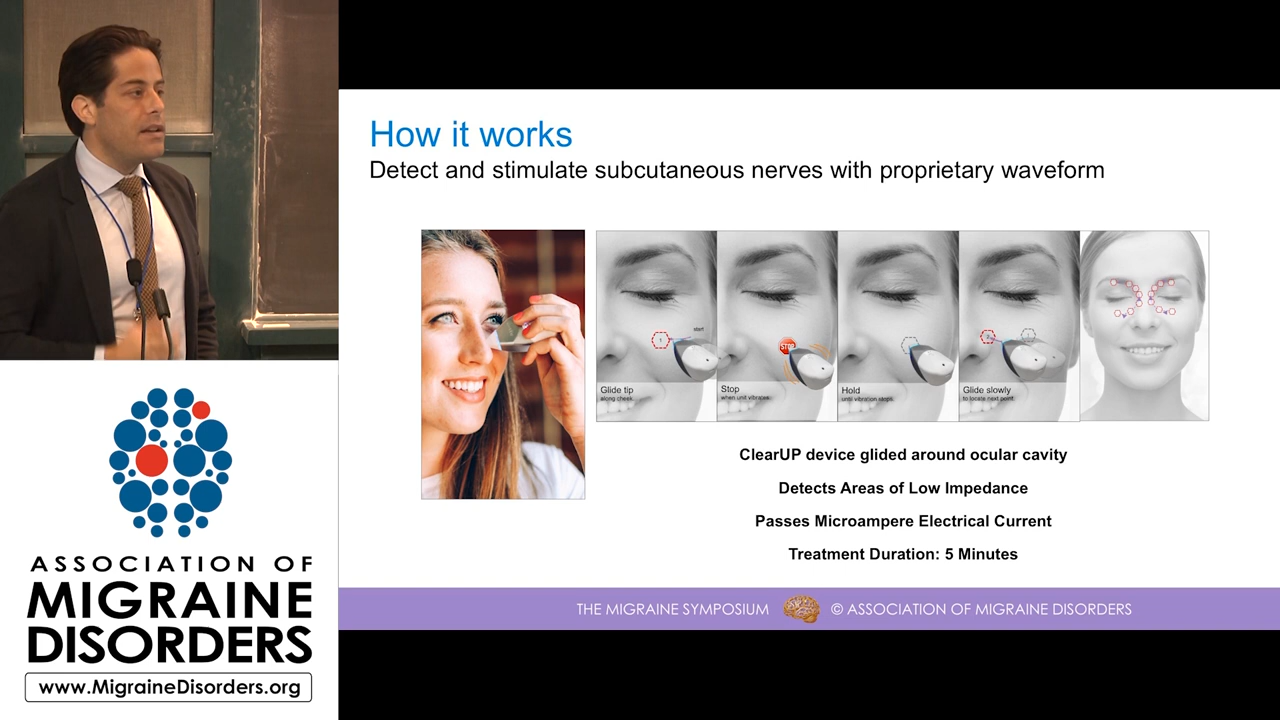 How it works
Detect and stimulate subcutaneous nerves with proprietary waveform
1
start
Glide tip
along cheek.
STOP
Stop
when unit vibrates.
Hold
until vibration stops.
Glide slowly
to locate next point.
ClearUP device glided around ocular cavity
Detects Areas of Low Impedance
Passes Microampere Electrical Current
Treatment Duration: 5 Minutes
THE MIGRAINE SYMPOSIUM © ASSOCIATION OF MIGRAINE DISORDERS
ASSOCIATION OF
MIGRAINE
DISORDERS
www.MigraineDisorders.org